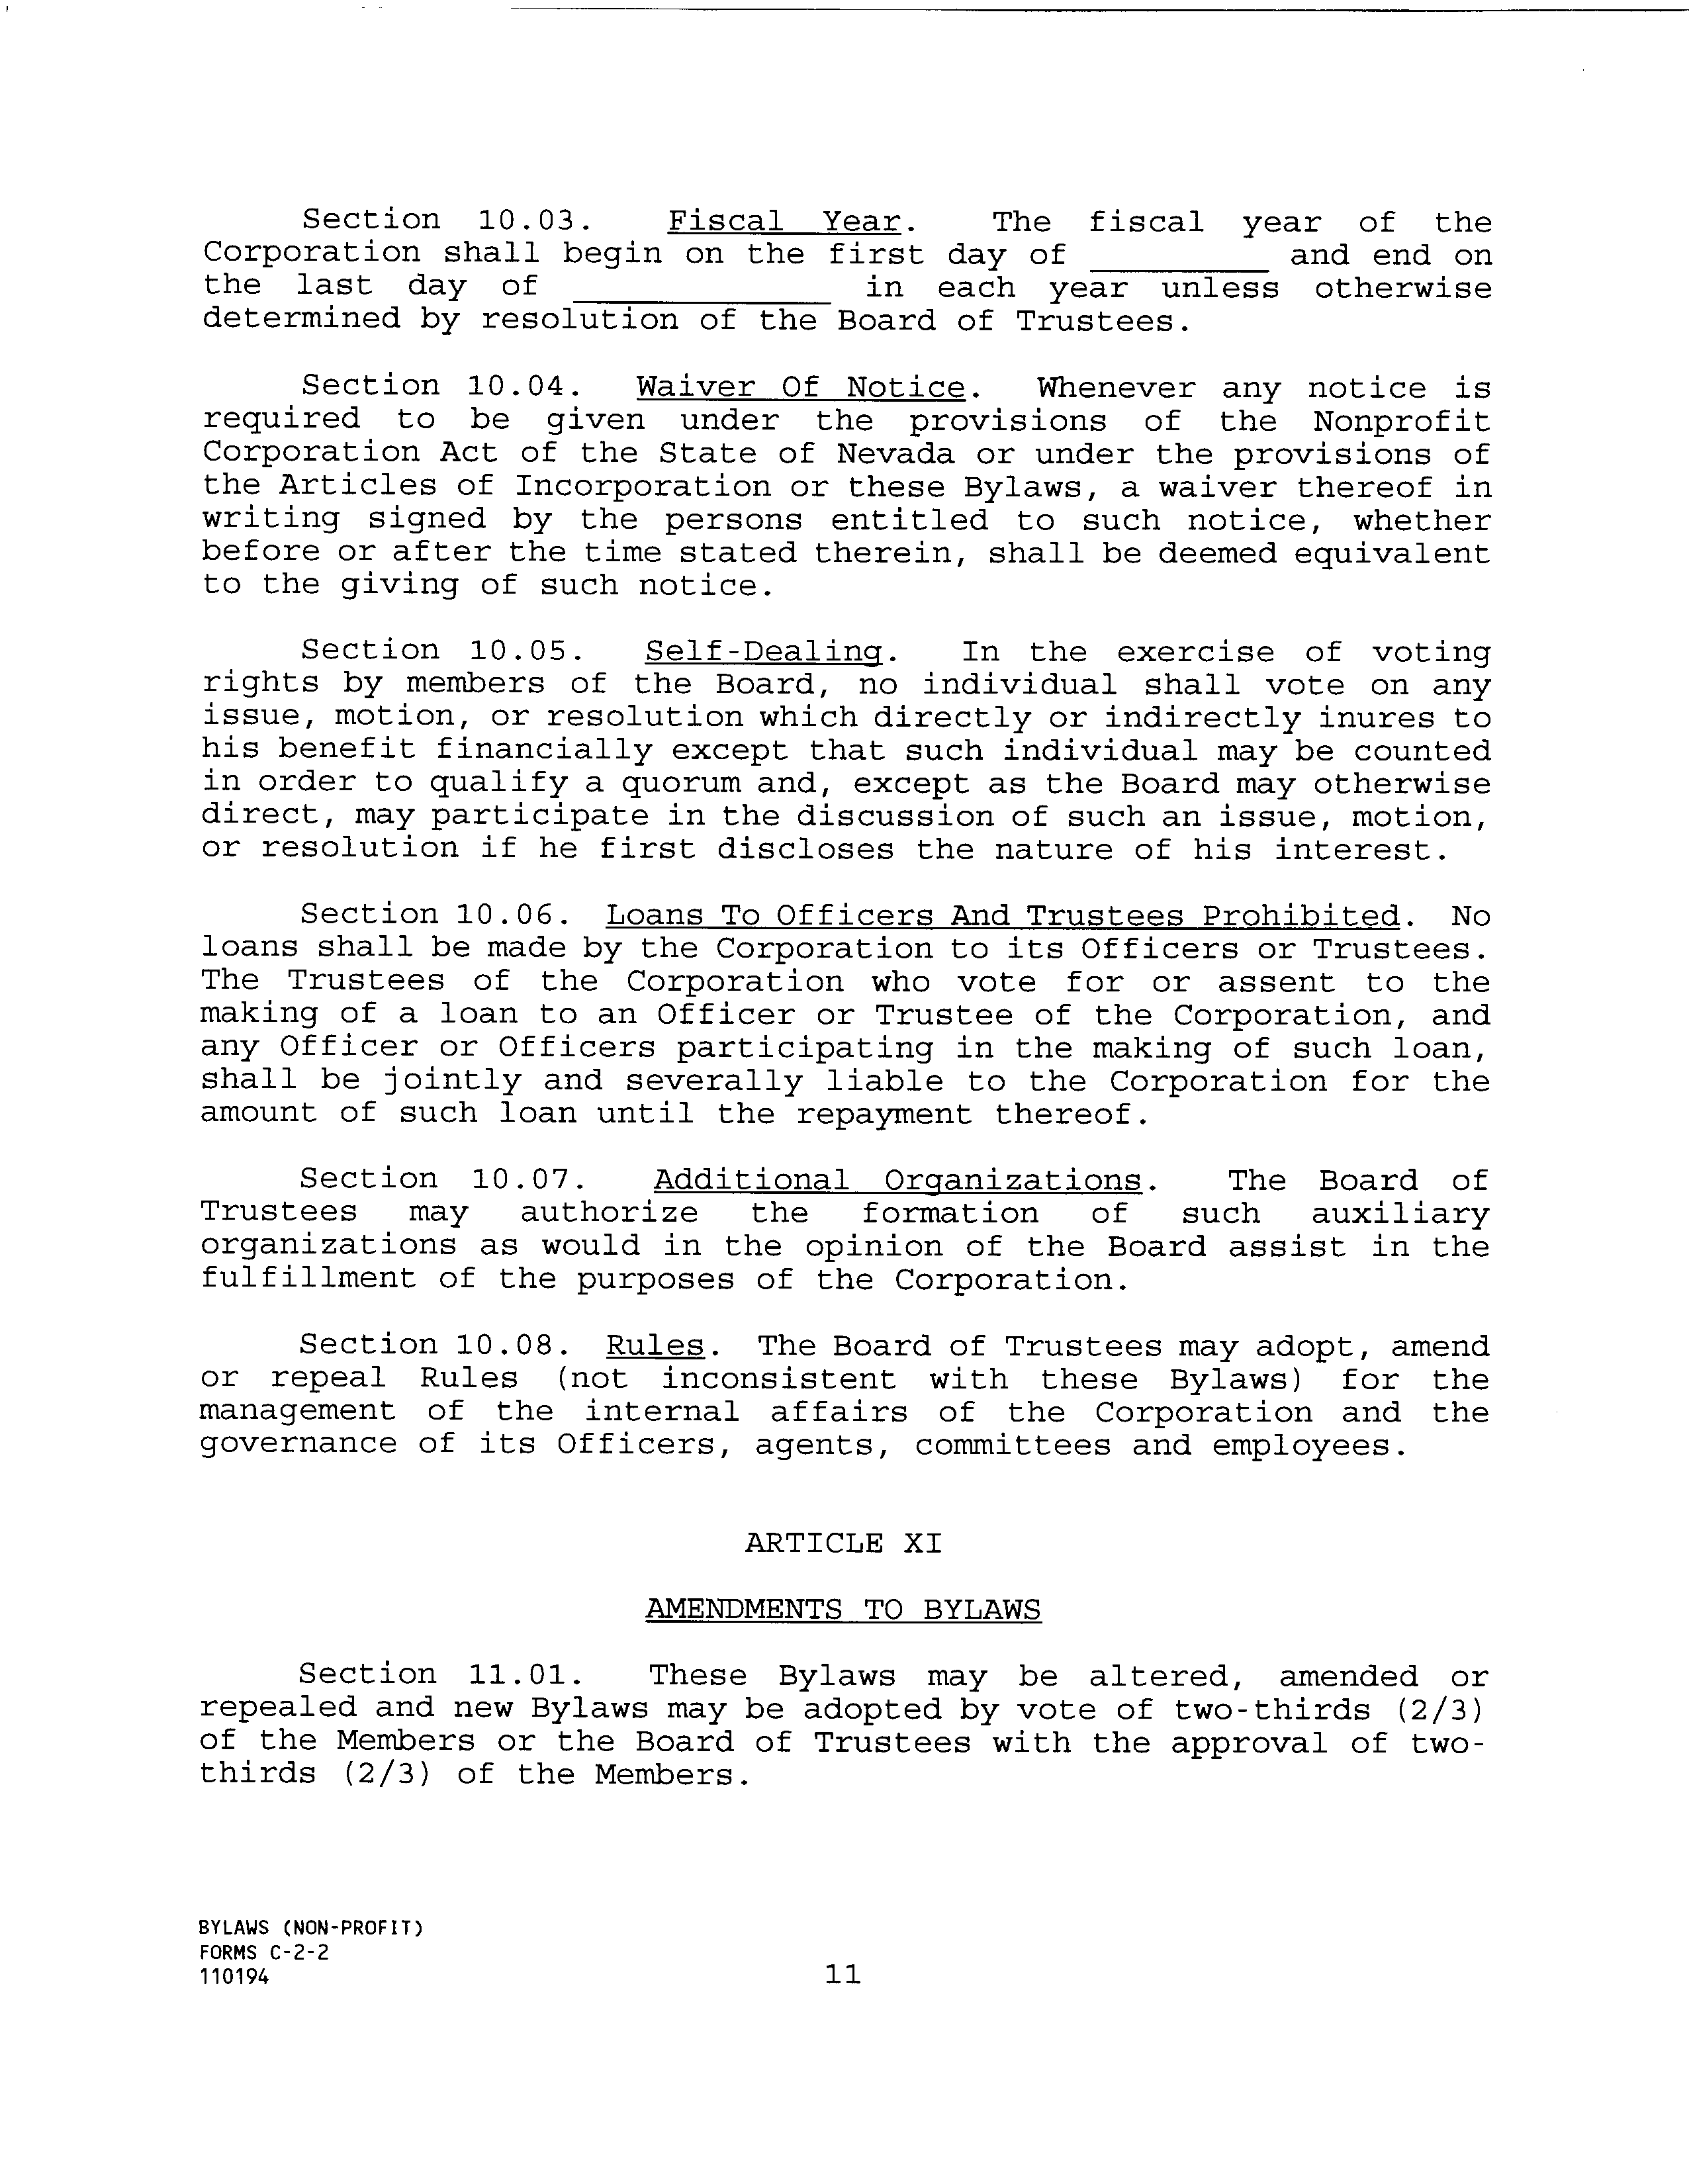 Section 10.03. Fiscal Year. The fiscal year of the
Corporation shall begin on the first day of _________ and end on
the last day of _____________ in each year unless otherwise
determined by resolution of the Board of Trustees.
Section 10.04. Waiver Of Notice. Whenever any notice is
required to be given under the provisions of the Nonprofit
Corporation Act of the State of Nevada or under the provisions of
the Articles of Incorporation or these Bylaws, a waiver thereof in
writing signed by the persons entitled to such notice, whether
before or after the time stated therein, shall be deemed equivalent
to the giving of such notice.
Section 10.05. Self-Dealing. In the exercise of voting
rights by members of the Board, no individual shall vote on any
issue, motion, or resolution which directly or indirectly inures to
his benefit financially except that such individual may be counted
in order to qualify a quorum and, except as the Board may otherwise
direct, may participate in the discussion of such an issue, motion,
or resolution if he first discloses the nature of his interest.
Section 10.06. Loans To Officers And Trustees Prohibited. No
loans shall be made by the Corporation to its Officers or Trustees.
The Trustees of the Corporation who vote for or assent to the
making of a loan to an Officer or Trustee of the Corporation, and
any Officer or Officers participating in the making of such loan,
shall be jointly and severally liable to the Corporation for the
amount of such loan until the repayment thereof.
Section 10.07. Additional Organizations. The Board of
Trustees may authorize the formation of such auxiliary
organizations as would in the opinion of the Board assist in the
fulfillment of the purposes of the Corporation.
Section 10.08. Rules. The Board of Trustees may adopt, amend
or repeal Rules (not inconsistent with these Bylaws) for the
management of the internal affairs of the Corporation and the
governance of its Officers, agents, committees and employees.
ARTICLE XI
AMENDMENTS TO BYLAWS
Section 11.01. These Bylaws may be altered, amended or
repealed and new Bylaws may be adopted by vote of two-thirds (2/3)
of the Members or the Board of Trustees with the approval of two-
thirds (2/3) of the Members.
BYLAWS (NON-PROFIT)
FORMS C-2-2
110194
11